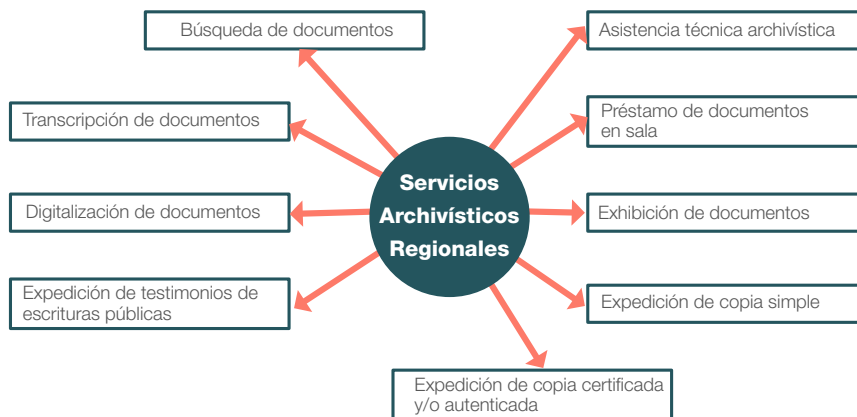 Búsqueda de documentos
Asistencia técnica archivística
Transcripción de documentos
Préstamo de documentos
en sala
Servicios
Archivísticos
Regionales
Digitalización de documentos
Exhibición de documentos
Expedición de testimonios de
escrituras públicas
Expedición de copia simple
Expedición de copia certificada
y/o autenticada